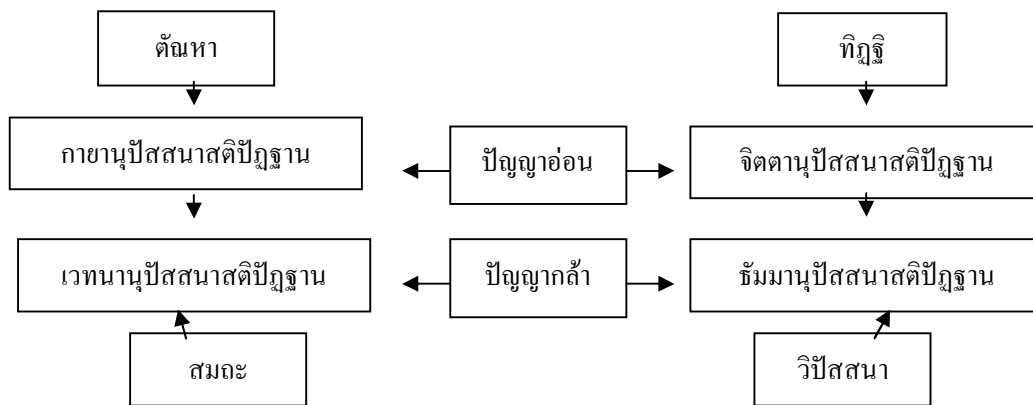 ตัณหา
ทิฏฐิ
กายานุปัสสนาสติปัฏฐาน
ปัญญาอ่อน
จิตตานุปัสสนาสติปัฏฐาน
เวทนานุปัสสนาสติปัฏฐาน
ปัญญากล้า
ธัมมานุปัสสนาสติปัฏฐาน
สมถะ
วิปัสสนา